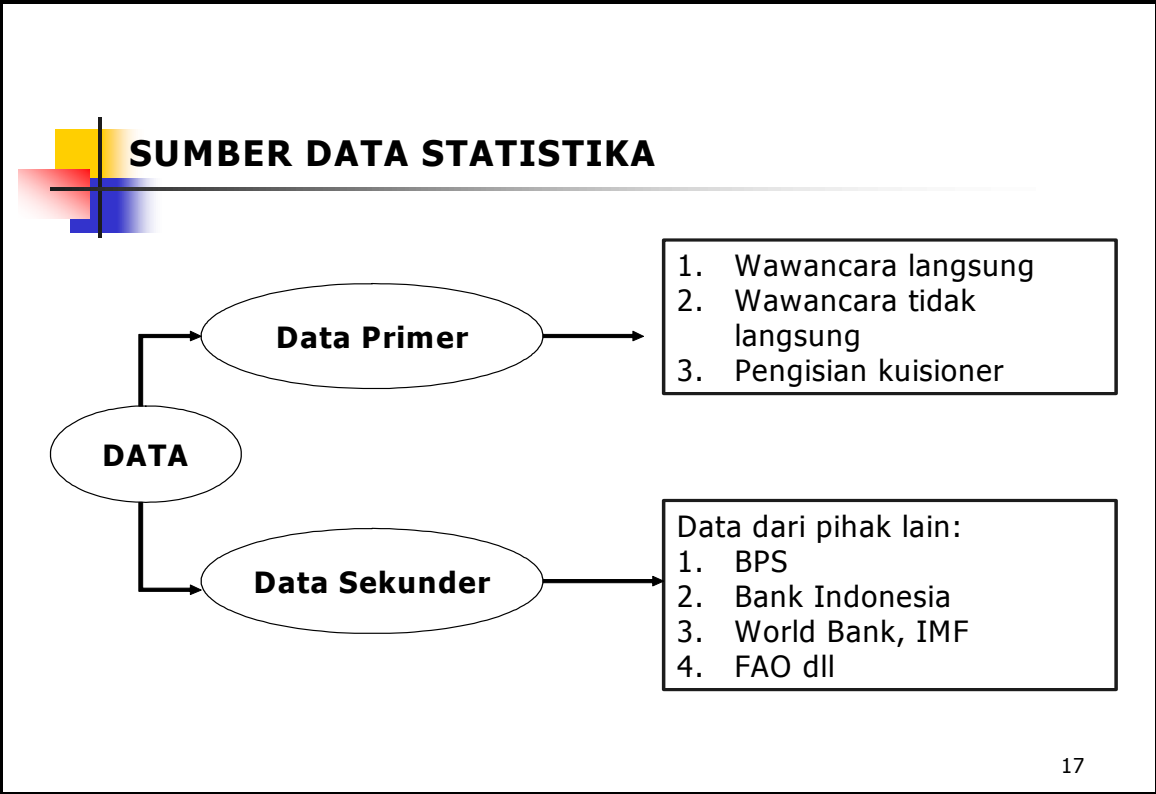 SUMBER DATA STATISTIKA
Data Primer
1. Wawancara langsung
2. Wawancara tidak
langsung
3. Pengisian kuisioner
DATA
Data Sekunder
Data dari pihak lain:
1. BPS
2. Bank Indonesia
3. World Bank, IMF
4. FAO dll
17